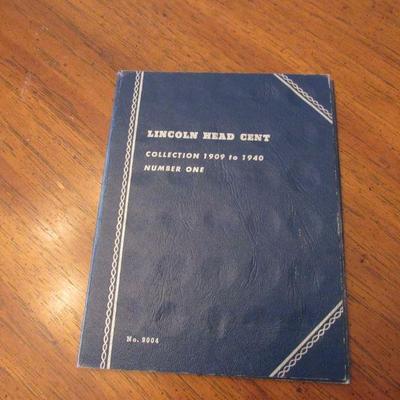 LINCOLN HEAD CENT
COLLECTION 1909 to 1940
NUMBER ONE
No. 9004